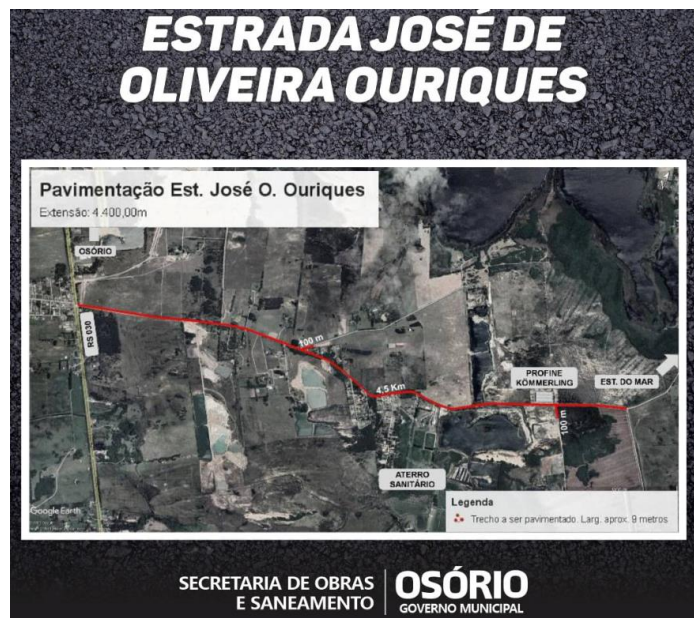 ESTRADA JOSÉ DE
OLIVEIRA OURIQUES
Pavimentação Est. José O. Ouriques
Extensão: 4.400,00m
OSÓRIO
RS 030
100 m
4,5 Km
PROFINE
KÖMMERLING
EST. DO MAR
100 m
ATERRO
SANITÁRIO
Legenda
Trecho a ser pavimentado. Larg. aprox. 9 metros
Google Earth
SECRETARIA DE OBRAS
E SANEAMENTO
OSÓRIO
GOVERNO MUNICIPAL